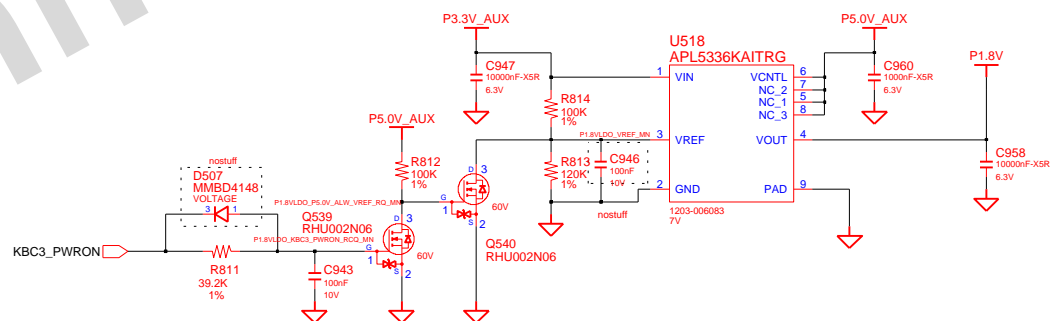 P3.3V_AUX
P5.0V_AUX
P1.8V
U518
APL5336KAITRG
C947
10000nF-X5R
6.3V
1 VIN
VCNTL 6
NC_2 7
NC_1 5
NC_3 8
C960
1000nF-X5R
6.3V
R814
100K
1%
P5.0V_AUX
P1.8VLDO_VREF_MN
3 VREF
VOUT 4
R812
100K
1%
D 3
R813
120K
1%
C946
100nF
10V
C958
10000nF-X5R
6.3V
nostuff
D507
MMBD4148
VOLTAGE
3 1
2 GND
PAD 9
G
1
S
2
60V
nostuff
1203-006083
7V
P1.8VLDO_P5.0V_ALW_VREF_RQ_MN
Q539
RHU002N06
D 3
P1.8VLDO_KBC3_PWRON_RCQ_MN
Q540
RHU002N06
KBC3_PWRON
G
1
S
2
60V
R811
39.2K
1%
C943
100nF
10V